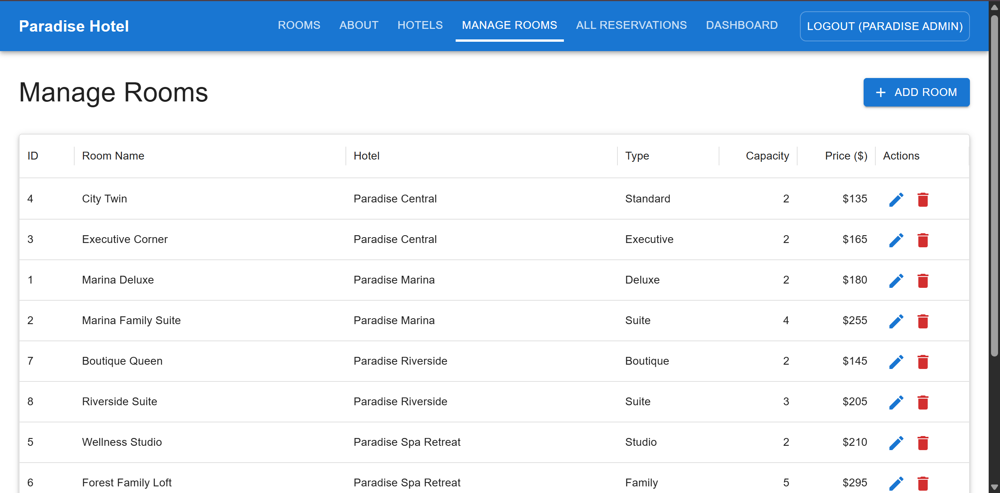 Paradise Hotel ROOMS ABOUT HOTELS MANAGE ROOMS ALL RESERVATIONS DASHBOARD LOGOUT (PARADISE ADMIN)
Manage Rooms + ADD ROOM
ID Room Name Hotel Type Capacity Price ($) Actions
4 City Twin Paradise Central Standard 2 $135
3 Executive Corner Paradise Central Executive 2 $165
1 Marina Deluxe Paradise Marina Deluxe 2 $180
2 Marina Family Suite Paradise Marina Suite 4 $255
7 Boutique Queen Paradise Riverside Boutique 2 $145
8 Riverside Suite Paradise Riverside Suite 3 $205
5 Wellness Studio Paradise Spa Retreat Studio 2 $210
6 Forest Family Loft Paradise Spa Retreat Family 5 $295